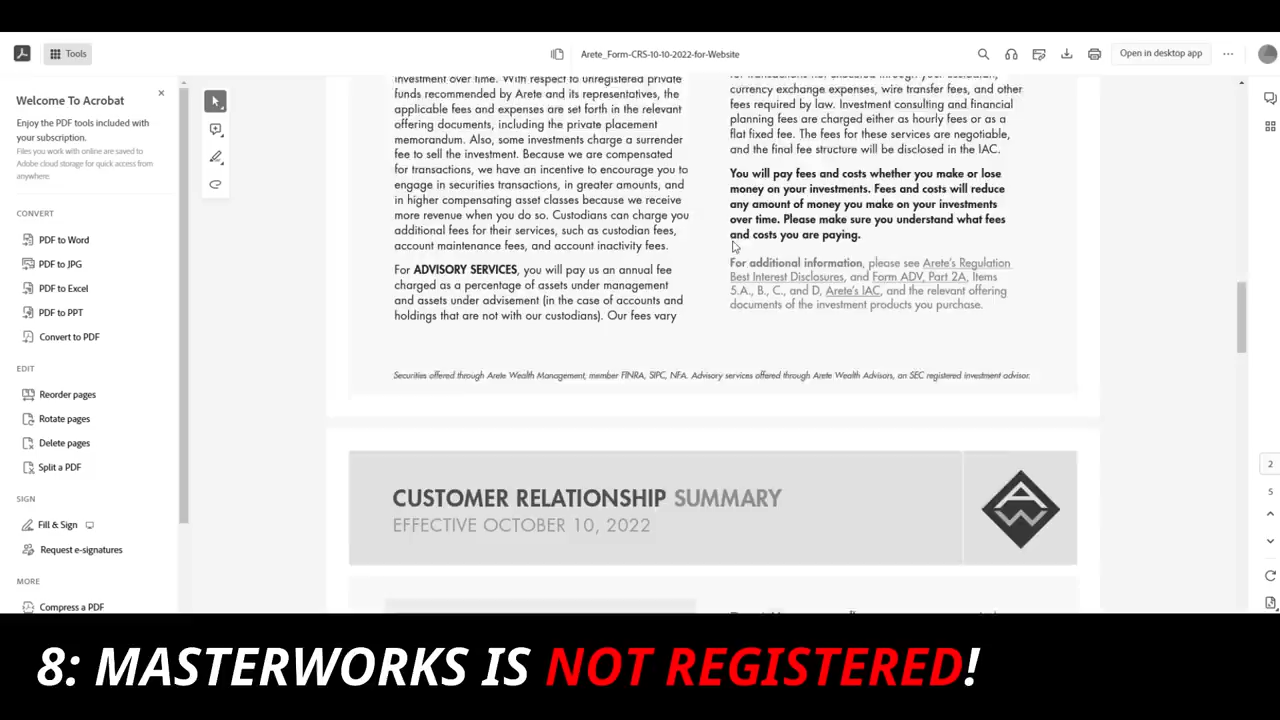 Tools
Arete_Form-CRS-10-10-2022-for-Website
Open in desktop app
Welcome To Acrobat
Enjoy the PDF tools included with
your subscription.
Files you work with online are saved to
Adobe cloud storage for quick access from
anywhere.
CONVERT
PDF to Word
PDF to JPG
PDF to Excel
PDF to PPT
Convert to PDF
EDIT
Reorder pages
Rotate pages
Delete pages
Split a PDF
SIGN
Fill & Sign
Request e-signatures
MORE
Compress a PDF
investment over time. With respect to unregistered private
funds recommended by Arete and its representatives, the
applicable fees and expenses are set forth in the relevant
offering documents, including the private placement
memorandum. Also, some investments charge a surrender
fee to sell the investment. Because we are compensated
for transactions, we have an incentive to encourage you to
engage in securities transactions, in greater amounts, and
in higher compensating asset classes because we receive
more revenue when you do so. Custodians can charge you
additional fees for their services, such as custodian fees,
account maintenance fees, and account inactivity fees.
For ADVISORY SERVICES, you will pay us an annual fee
charged as a percentage of assets under management
and assets under advisement (in the case of accounts and
holdings that are not with our custodians). Our fees vary
for transactions not executed through your custodian,
currency exchange expenses, wire transfer fees, and other
fees required by law. Investment consulting and financial
planning fees are charged either as hourly fees or as a
flat fixed fee. The fees for these services are negotiable,
and the final fee structure will be disclosed in the IAC.
You will pay fees and costs whether you make or lose
money on your investments. Fees and costs will reduce
any amount of money you make on your investments
over time. Please make sure you understand what fees
and costs you are paying.
For additional information, please see Arete's Regulation
Best Interest Disclosures, and Form ADV, Part 2A, Items
5.A., B., C., and D, Arete's IAC, and the relevant offering
documents of the investment products you purchase.
Securities offered through Arete Wealth Management, member FINRA, SIPC, NFA. Advisory services offered through Arete Wealth Advisors, an SEC registered investment advisor.
CUSTOMER RELATIONSHIP SUMMARY
EFFECTIVE OCTOBER 10, 2022
AW
2
5
8: MASTERWORKS IS NOT REGISTERED!